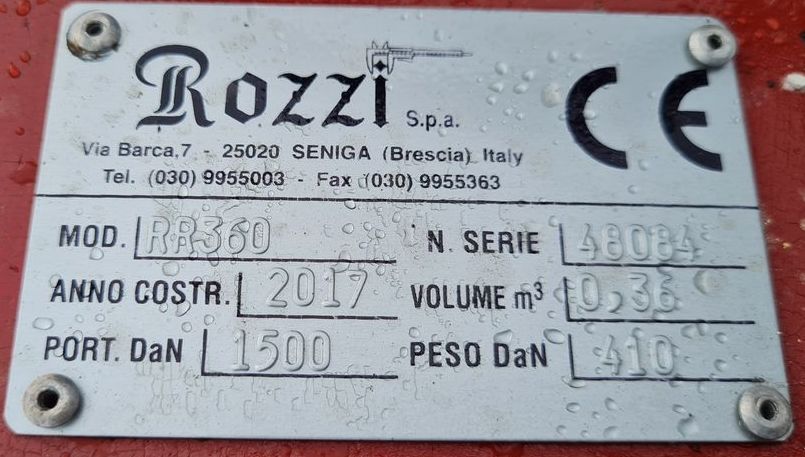 Rozzi S.p.a. CE
Via Barca,7 - 25020 SENIGA (Brescia) Italy
Tel. (030) 9955003 - Fax (030) 9955363
MOD. RR360 N. SERIE 48084
ANNO COSTR. 2017 VOLUME m³ 0,36
PORT. DaN 1500 PESO DaN 410